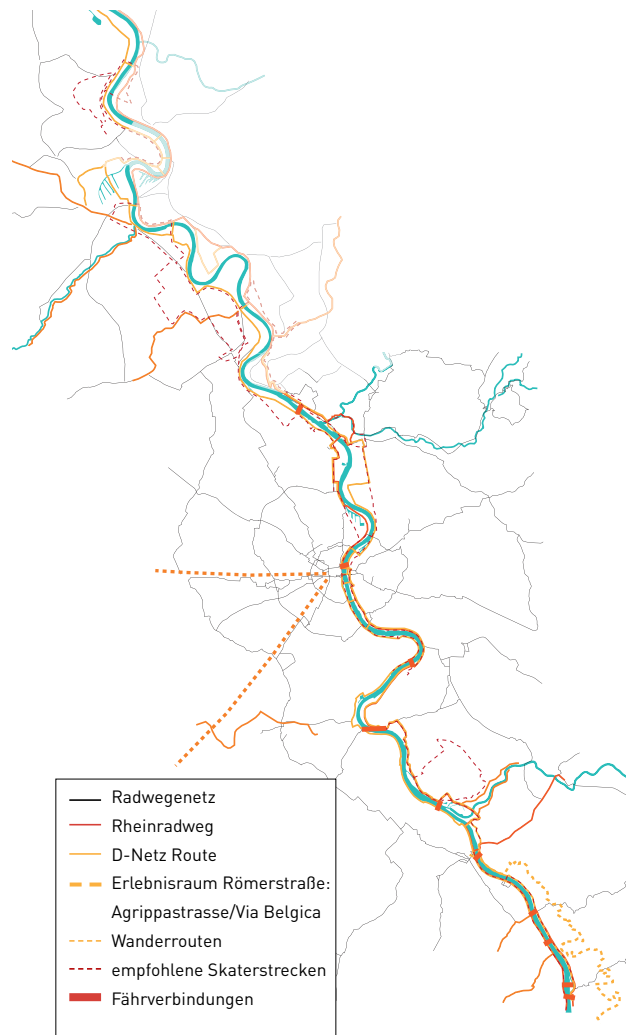 Radwegenetz
Rheinradweg
D-Netz Route
Erlebnisraum Römerstraße:
Agrippastrasse/Via Belgica
Wanderrouten
empfohlene Skaterstrecken
Fährverbindungen